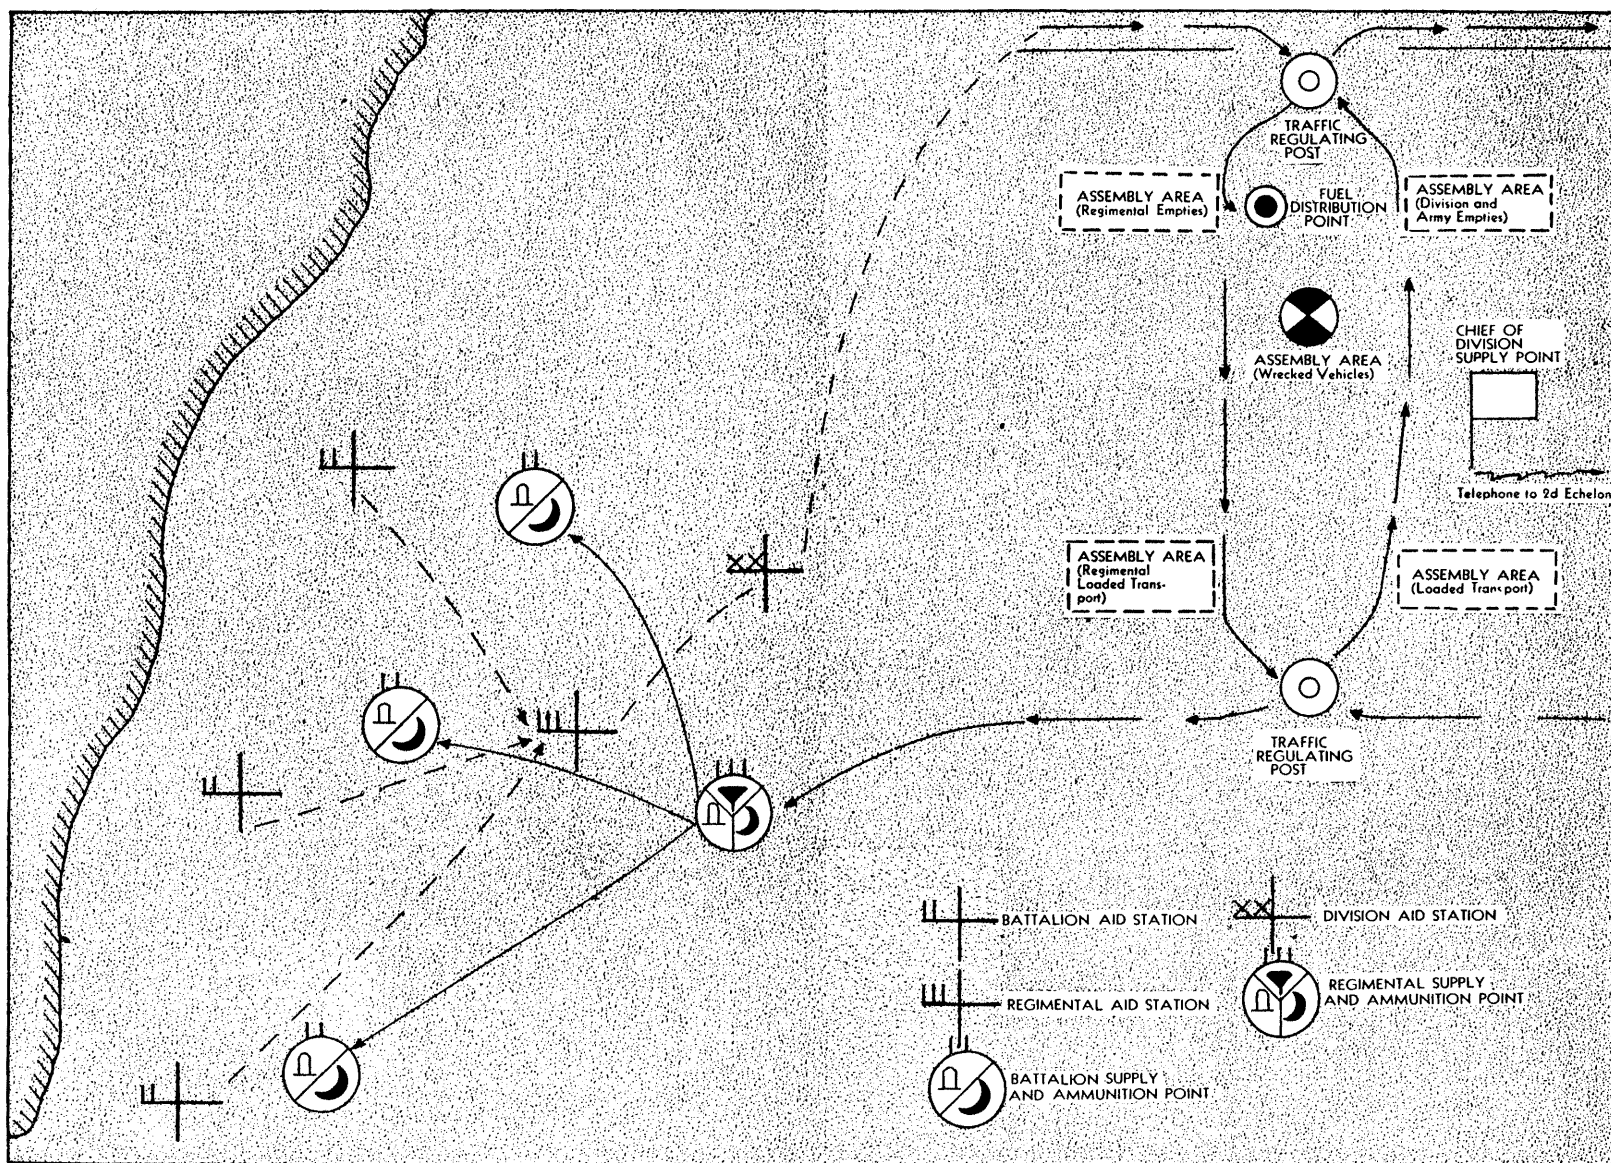 TRAFFIC
REGULATING
POST
ASSEMBLY AREA
(Regimental Empties)
FUEL
DISTRIBUTION
POINT
ASSEMBLY AREA
(Division and
Army Empties)
ASSEMBLY AREA
(Wrecked Vehicles)
CHIEF OF
DIVISION
SUPPLY POINT
Telephone to 2d Echelon
ASSEMBLY AREA
(Regimental
Loaded Trans-
port)
ASSEMBLY AREA
(Loaded Transport)
TRAFFIC
REGULATING
POST
BATTALION AID STATION
XX DIVISION AID STATION
REGIMENTAL AID STATION
REGIMENTAL SUPPLY
AND AMMUNITION POINT
BATTALION SUPPLY
AND AMMUNITION POINT
XX